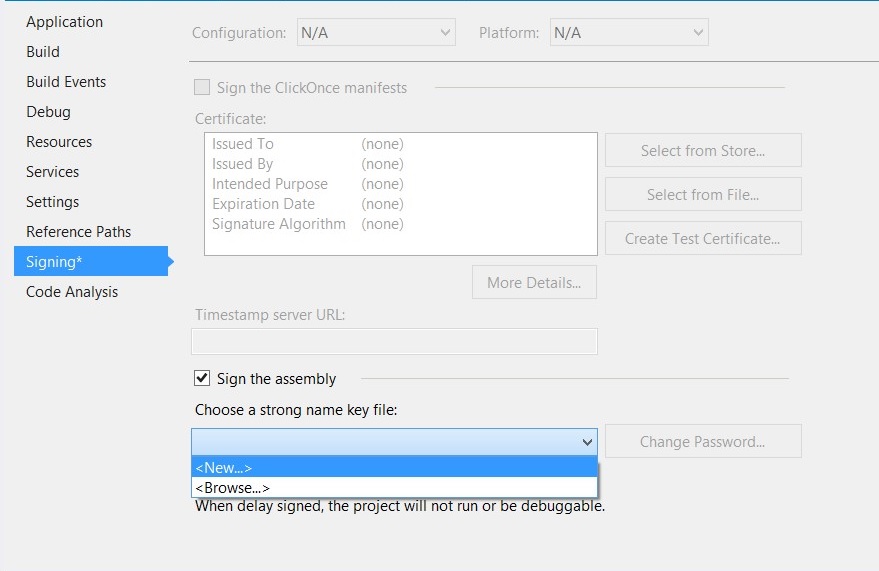 Application
Build
Build Events
Debug
Resources
Services
Settings
Reference Paths
Signing*
Code Analysis
Configuration: N/A Platform: N/A
Sign the ClickOnce manifests
Certificate:
Issued To (none)
Issued By (none)
Intended Purpose (none)
Expiration Date (none)
Signature Algorithm (none)
Select from Store...
Select from File...
Create Test Certificate...
More Details...
Timestamp server URL:
Sign the assembly
Choose a strong name key file:
Change Password...
<New...>
<Browse...>
When delay signed, the project will not run or be debuggable.